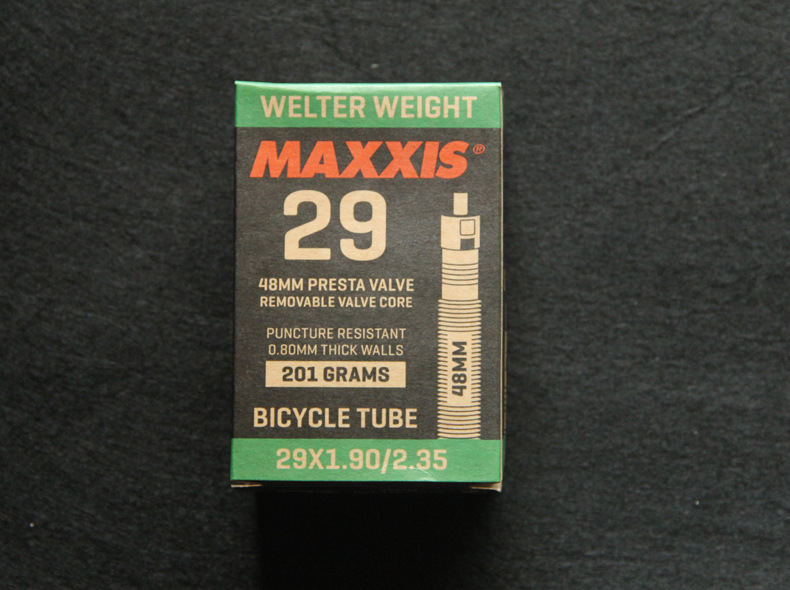 WELTER WEIGHT
MAXXIS®
29
48MM PRESTA VALVE
REMOVABLE VALVE CORE
PUNCTURE RESISTANT
0.80MM THICK WALLS
201 GRAMS
48MM
BICYCLE TUBE
29X1.90/2.35